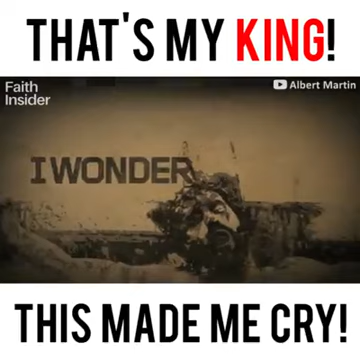 THAT'S MY KING!
Faith
Insider
Albert Martin
I WONDER
THIS MADE ME CRY!